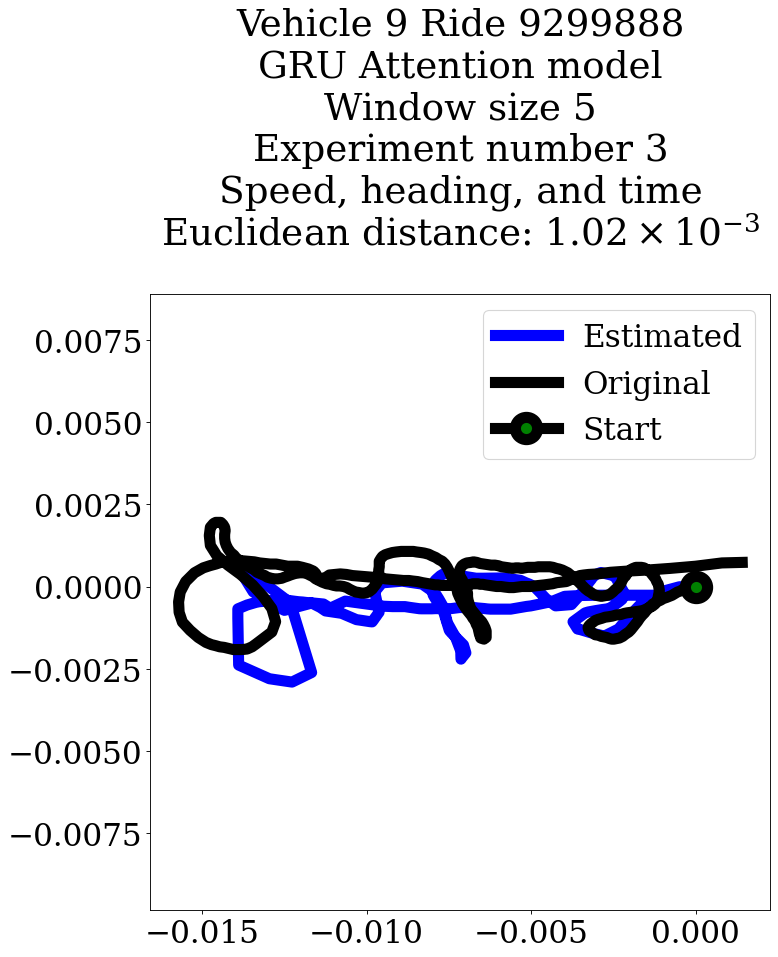 Vehicle 9 Ride 9299888
GRU Attention model
Window size 5
Experiment number 3
Speed, heading, and time
Euclidean distance: 1.02 × 10⁻³
Estimated
Original
Start
0.0075
0.0050
0.0025
0.0000
−0.0025
−0.0050
−0.0075
−0.015 −0.010 −0.005 0.000